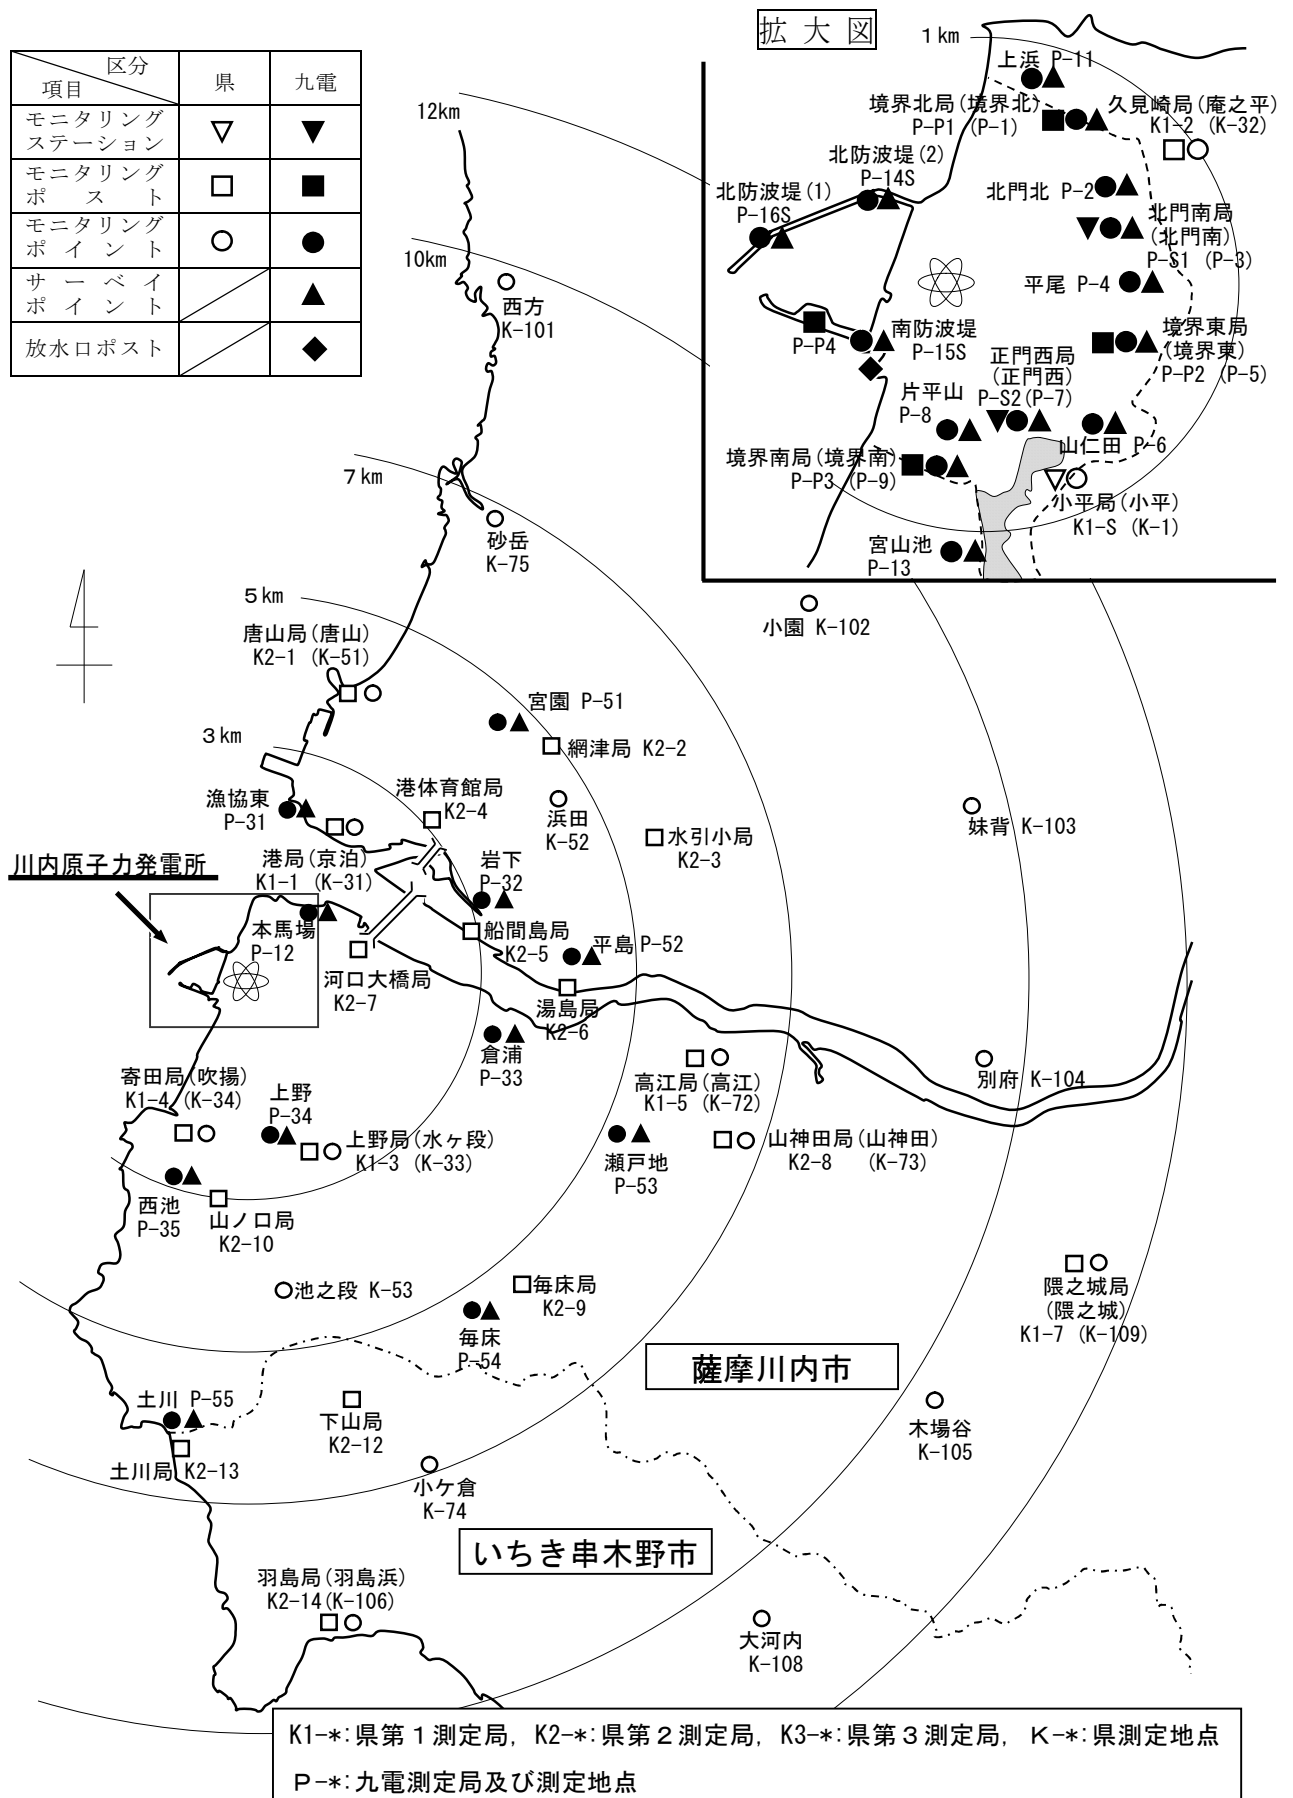 拡大図
区分
項目
県
九電
モニタリング
ステーション
モニタリング
ポスト
モニタリング
ポイント
サーベイ
ポイント
放水口ポスト
1km
上浜 P-11
境界北局(境界北)
P-P1 (P-1)
久見崎局(庵之平)
K1-2 (K-32)
北防波堤(2)
P-14S
北防波堤(1)
P-16S
北門北 P-2
北門南局
(北門南)
P-S1 (P-3)
平尾 P-4
P-P4
南防波堤
P-15S
境界東局
(境界東)
P-P2 (P-5)
正門西局
(正門西)
P-S2(P-7)
片平山
P-8
山仁田 P-6
境界南局(境界南)
P-P3 (P-9)
小平局(小平)
K1-S (K-1)
宮山池
P-13
12km
10km
西方
K-101
7km
砂岳
K-75
5km
小園 K-102
唐山局(唐山)
K2-1 (K-51)
宮園 P-51
網津局 K2-2
3km
漁協東
P-31
港体育館局
K2-4
浜田
K-52
水引小局
K2-3
妹背 K-103
川内原子力発電所
港局(京泊)
K1-1 (K-31)
岩下
P-32
本馬場
P-12
船間島局
K2-5
平島 P-52
河口大橋局
K2-7
湯島局
K2-6
倉浦
P-33
別府 K-104
寄田局(吹揚)
K1-4 (K-34)
上野
P-34
高江局(高江)
K1-5 (K-72)
上野局(水ヶ段)
K1-3 (K-33)
瀬戸地
P-53
山神田局(山神田)
K2-8 (K-73)
西池
P-35
山ノ口局
K2-10
池之段 K-53
毎床局
K2-9
隈之城局
(隈之城)
K1-7 (K-109)
毎床
P-54
薩摩川内市
土川 P-55
下山局
K2-12
木場谷
K-105
土川局 K2-13
小ケ倉
K-74
いちき串木野市
羽島局(羽島浜)
K2-14(K-106)
大河内
K-108
K1-*:県第1測定局, K2-*:県第2測定局, K3-*:県第3測定局, K-*:県測定地点
P-*:九電測定局及び測定地点